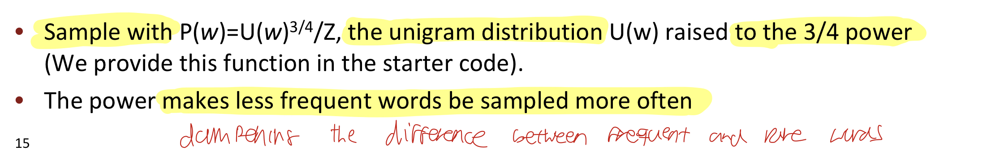 • Sample with P(w)=U(w)^3/4/Z, the unigram distribution U(w) raised to the 3/4 power
(We provide this function in the starter code).
• The power makes less frequent words be sampled more often
dampening the difference between frequent and rare words
15